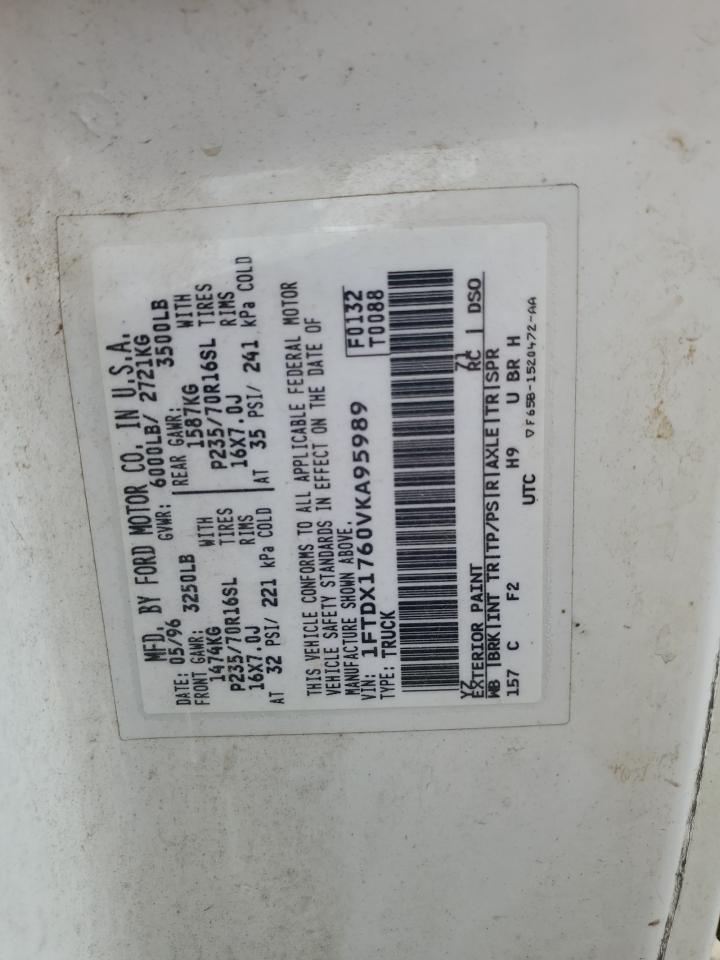 MFD. BY FORD MOTOR CO. IN U.S.A.
DATE: 05/96 GVWR: 6000LB/ 2721KG
FRONT GAWR: 3250LB REAR GAWR: 3500LB
1474KG WITH 1587KG WITH
P235/70R16SL TIRES P235/70R16SL TIRES
16X7.0J RIMS 16X7.0J RIMS
AT 32 PSI/ 221 kPa COLD AT 35 PSI/ 241 kPa COLD
THIS VEHICLE CONFORMS TO ALL APPLICABLE FEDERAL MOTOR
VEHICLE SAFETY STANDARDS IN EFFECT ON THE DATE OF
MANUFACTURE SHOWN ABOVE.
VIN: 1FTDX1760VKA95989 F0132
TYPE: TRUCK T0088
YZ 71
EXTERIOR PAINT RC | DSO
WB |BRK|INT TR|TP/PS|R|AXLE|TR|SPR
157 C F2 H9 U BR H
UTC ▽F65B-1520472-AA